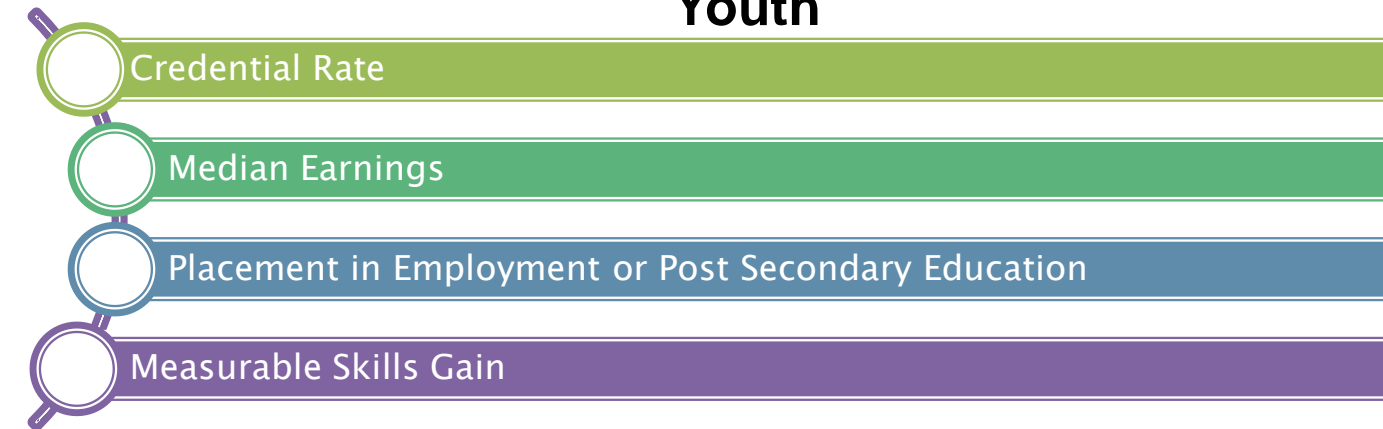 Youth
Credential Rate
Median Earnings
Placement in Employment or Post Secondary Education
Measurable Skills Gain